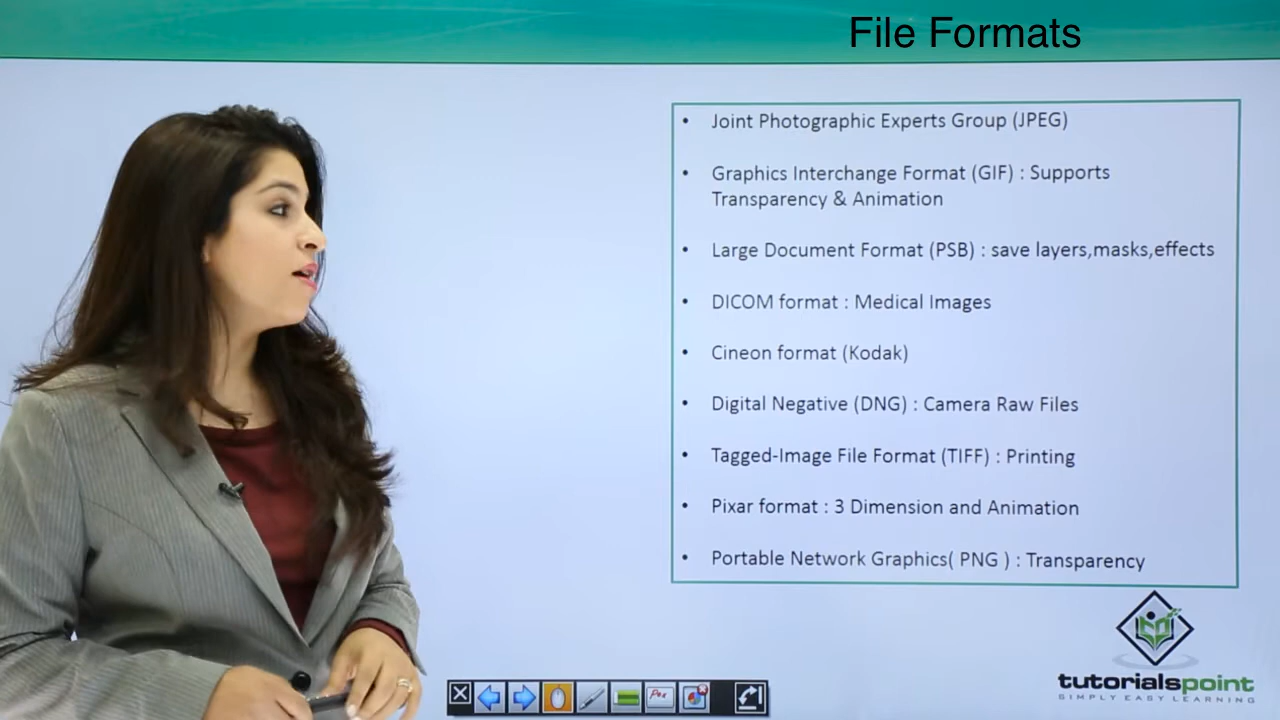 File Formats
• Joint Photographic Experts Group (JPEG)
• Graphics Interchange Format (GIF) : Supports
Transparency & Animation
• Large Document Format (PSB) : save layers,masks,effects
• DICOM format : Medical Images
• Cineon format (Kodak)
• Digital Negative (DNG) : Camera Raw Files
• Tagged-Image File Format (TIFF) : Printing
• Pixar format : 3 Dimension and Animation
• Portable Network Graphics( PNG ) : Transparency
tutorialspoint
SIMPLY EASY LEARNING
Pen